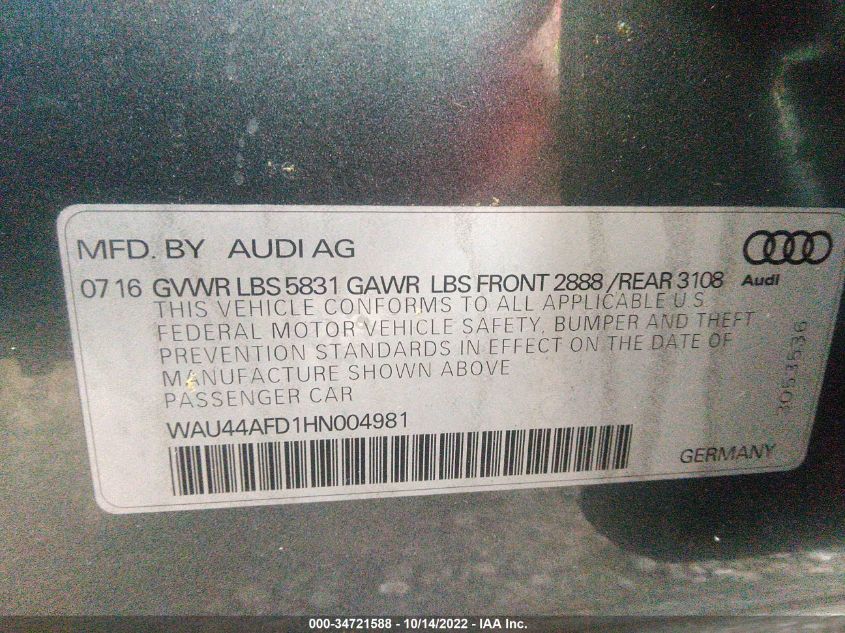 MFD. BY AUDI AG
07 16 GVWR LBS 5831 GAWR LBS FRONT 2888 /REAR 3108
Audi
THIS VEHICLE CONFORMS TO ALL APPLICABLE U S
FEDERAL MOTOR VEHICLE SAFETY, BUMPER AND THEFT
PREVENTION STANDARDS IN EFFECT ON THE DATE OF
MANUFACTURE SHOWN ABOVE
PASSENGER CAR
3053536
WAU44AFD1HN004981
GERMANY
000-34721588 - 10/14/2022 - IAA Inc.